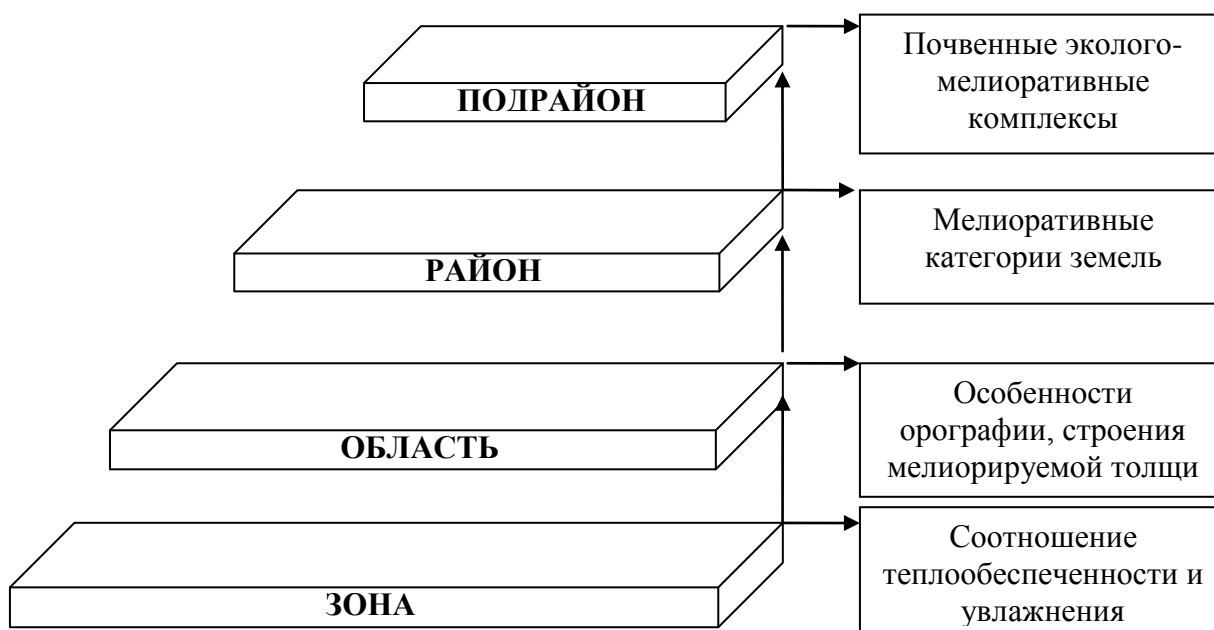 Почвенные эколого-
мелиоративные
комплексы
ПОДРАЙОН
Мелиоративные
категории земель
РАЙОН
Особенности
орографии, строения
мелиорируемой толщи
ОБЛАСТЬ
Соотношение
теплообеспеченности и
увлажнения
ЗОНА